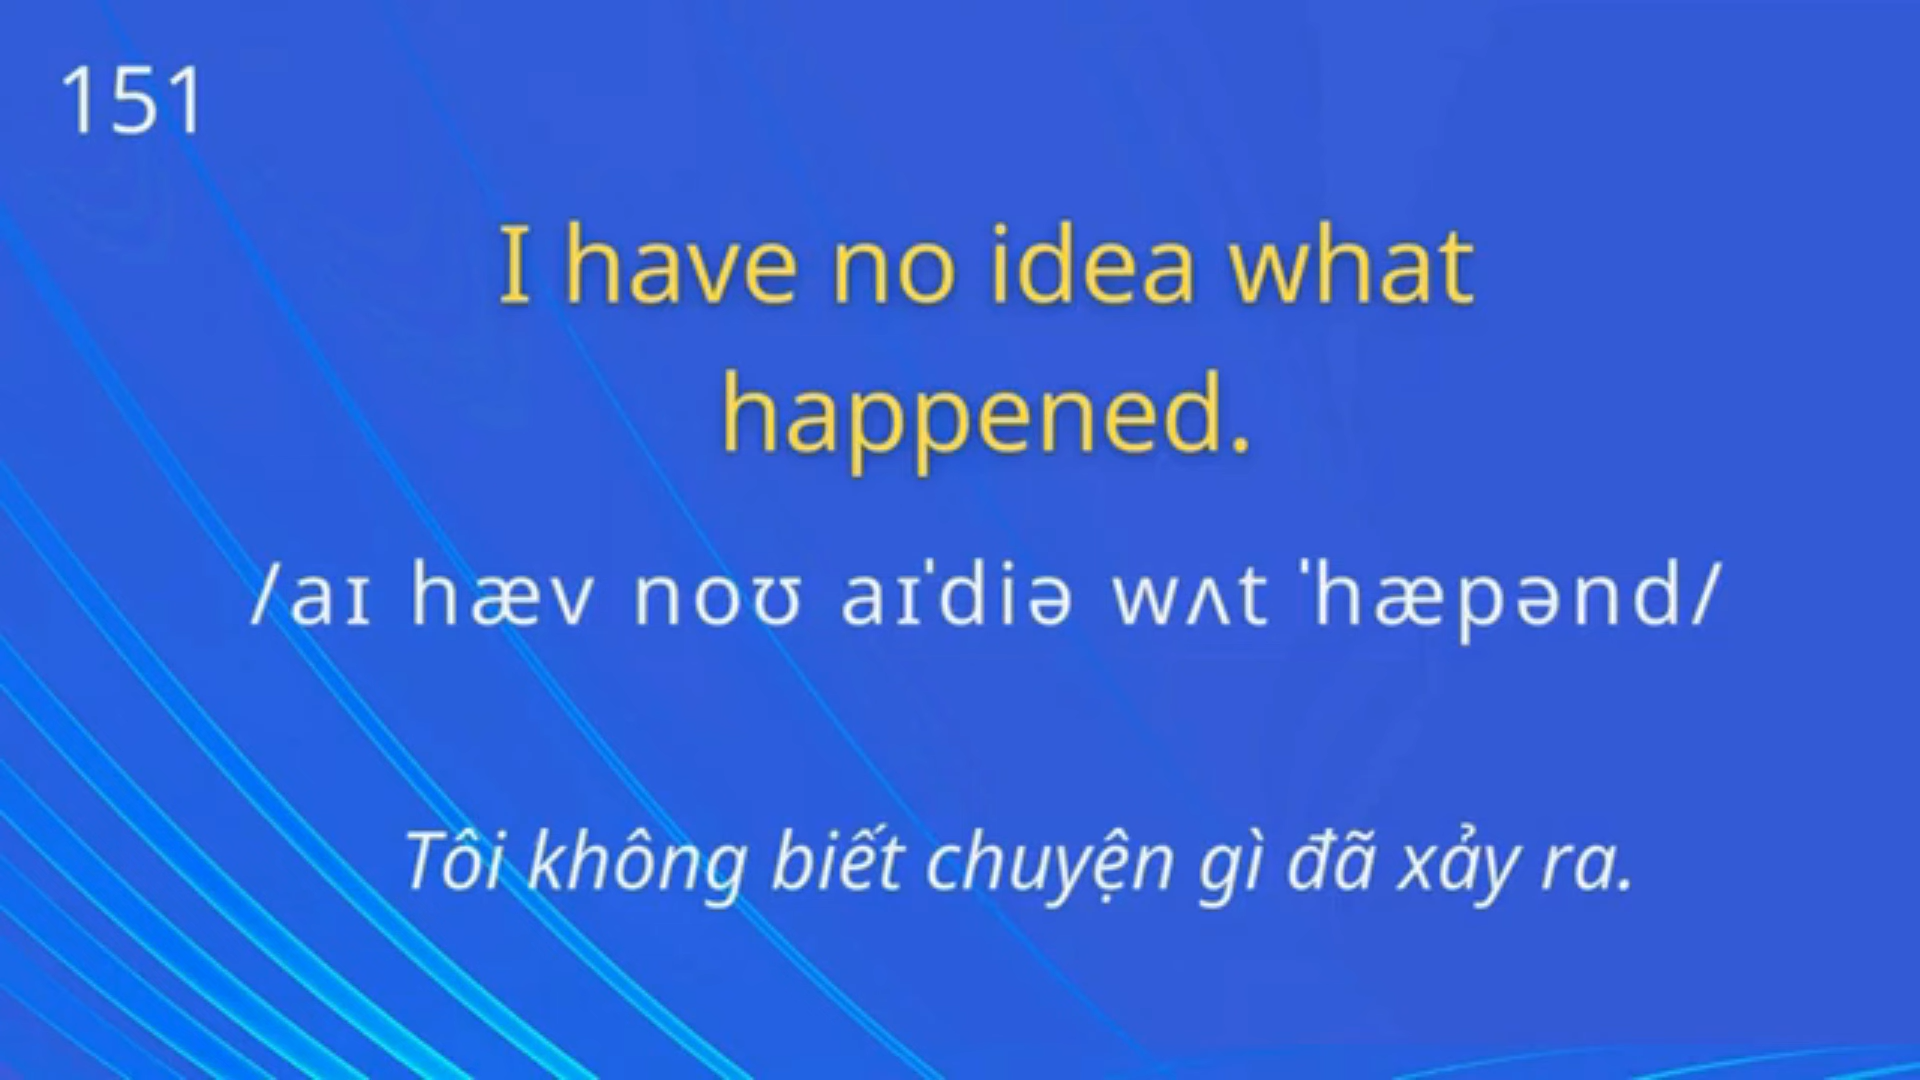 151
I have no idea what
happened.
/aɪ hæv noʊ aɪˈdiə wʌt ˈhæpənd/
Tôi không biết chuyện gì đã xảy ra.